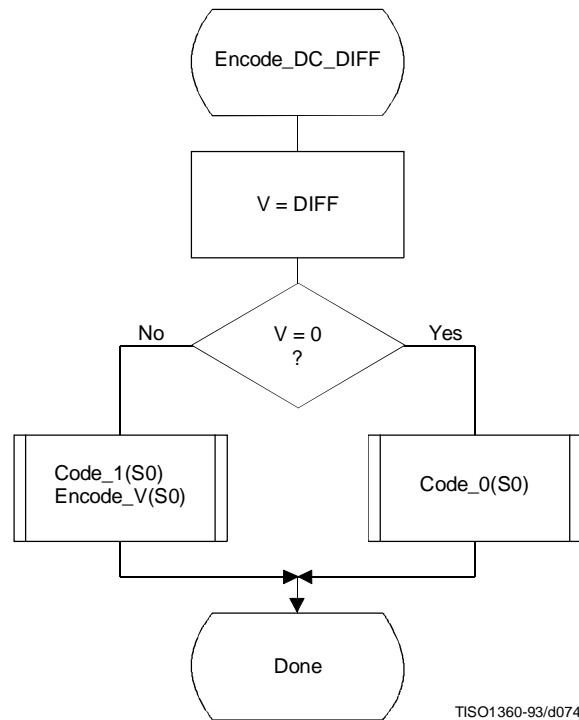 Encode_DC_DIFF
V = DIFF
No
V = 0
?
Yes
Code_1(S0)
Encode_V(S0)
Code_0(S0)
Done
TISO1360-93/d074